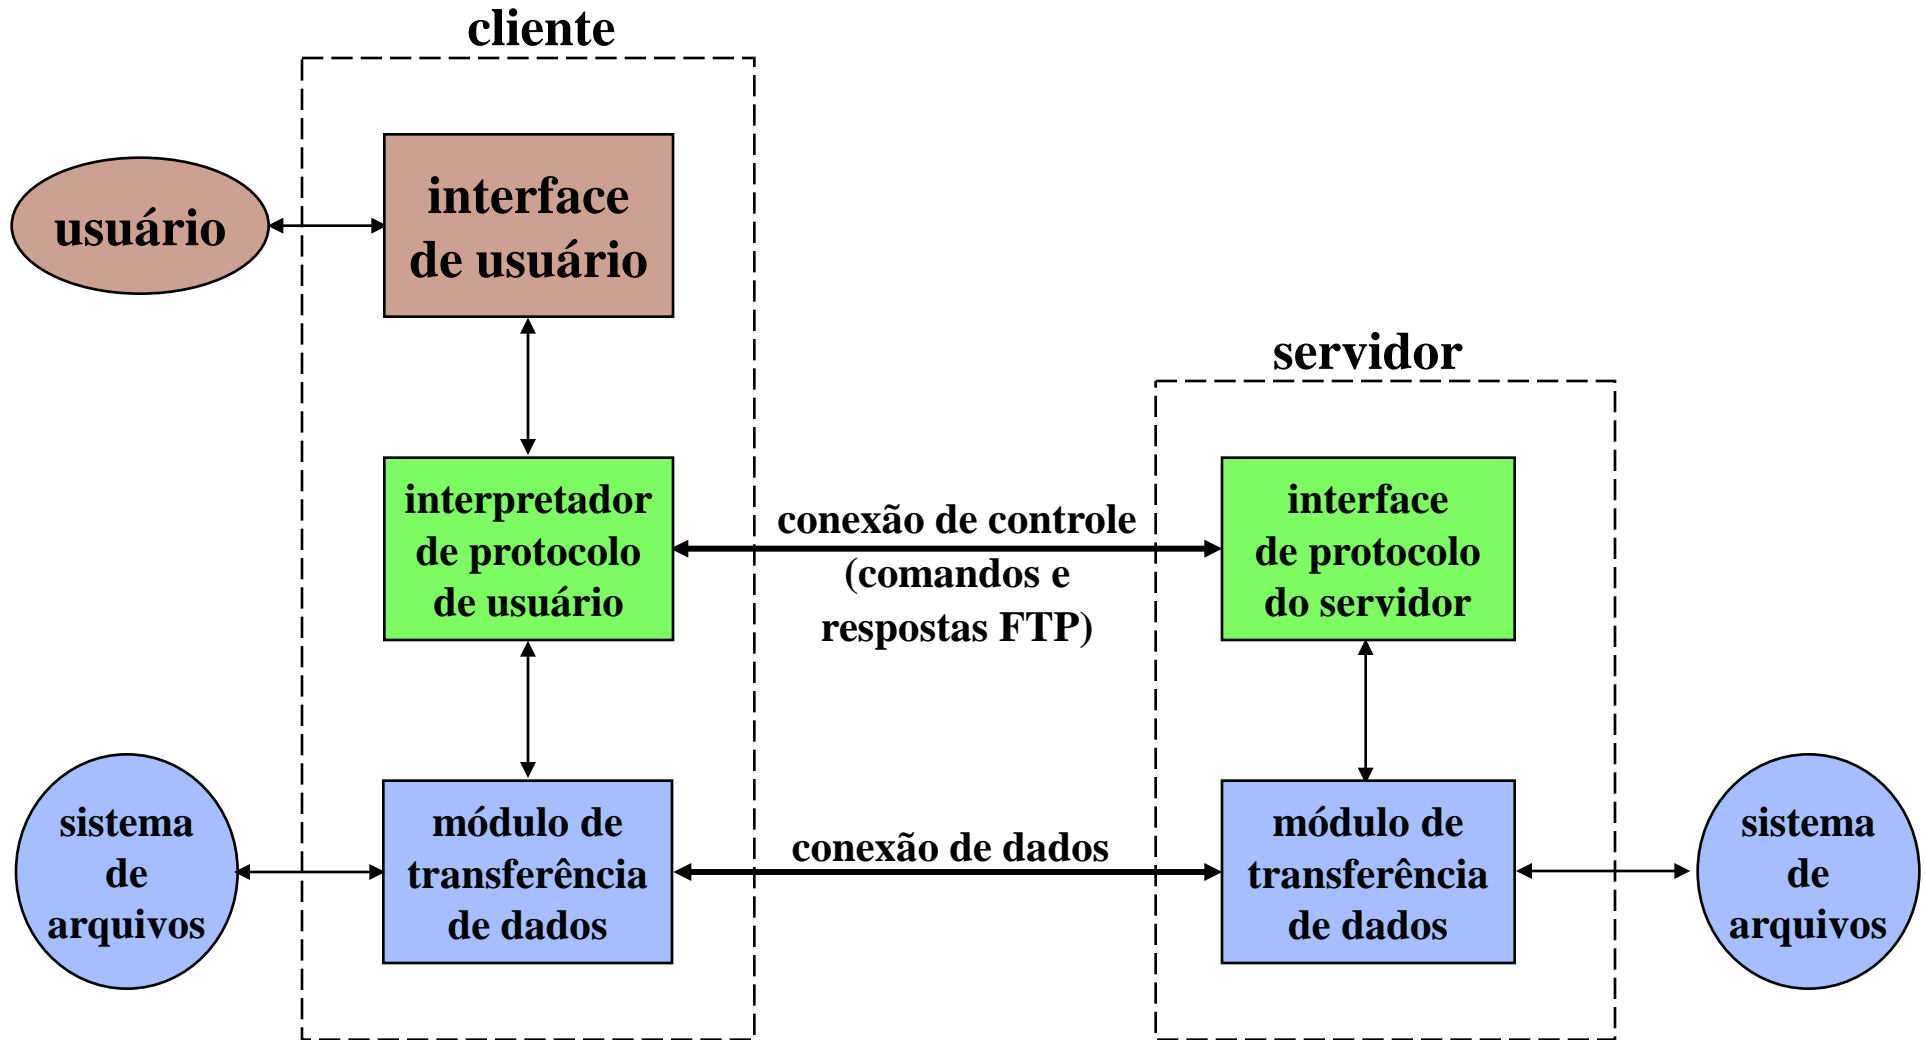 cliente
usuário
interface
de usuário
servidor
interpretador
de protocolo
de usuário
conexão de controle
(comandos e
respostas FTP)
interface
de protocolo
do servidor
sistema
de
arquivos
módulo de
transferência
de dados
conexão de dados
módulo de
transferência
de dados
sistema
de
arquivos